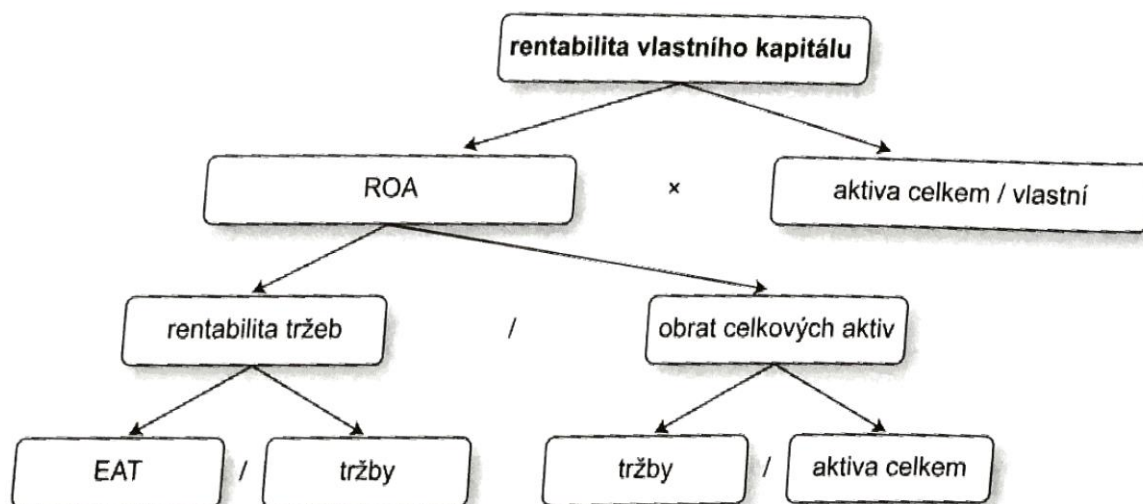 rentabilita vlastního kapitálu
ROA × aktiva celkem / vlastní
rentabilita tržeb / obrat celkových aktiv
EAT / tržby tržby / aktiva celkem